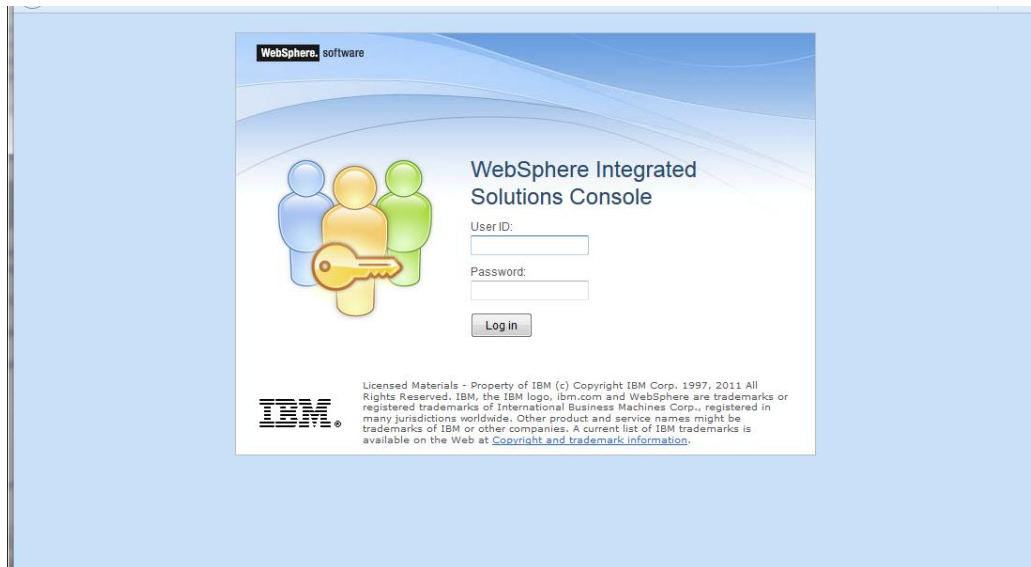 WebSphere. software
WebSphere Integrated
Solutions Console
User ID:
Password:
Log in
IBM®
Licensed Materials - Property of IBM (c) Copyright IBM Corp. 1997, 2011 All
Rights Reserved. IBM, the IBM logo, ibm.com and WebSphere are trademarks or
registered trademarks of International Business Machines Corp., registered in
many jurisdictions worldwide. Other product and service names might be
trademarks of IBM or other companies. A current list of IBM trademarks is
available on the Web at Copyright and trademark information.